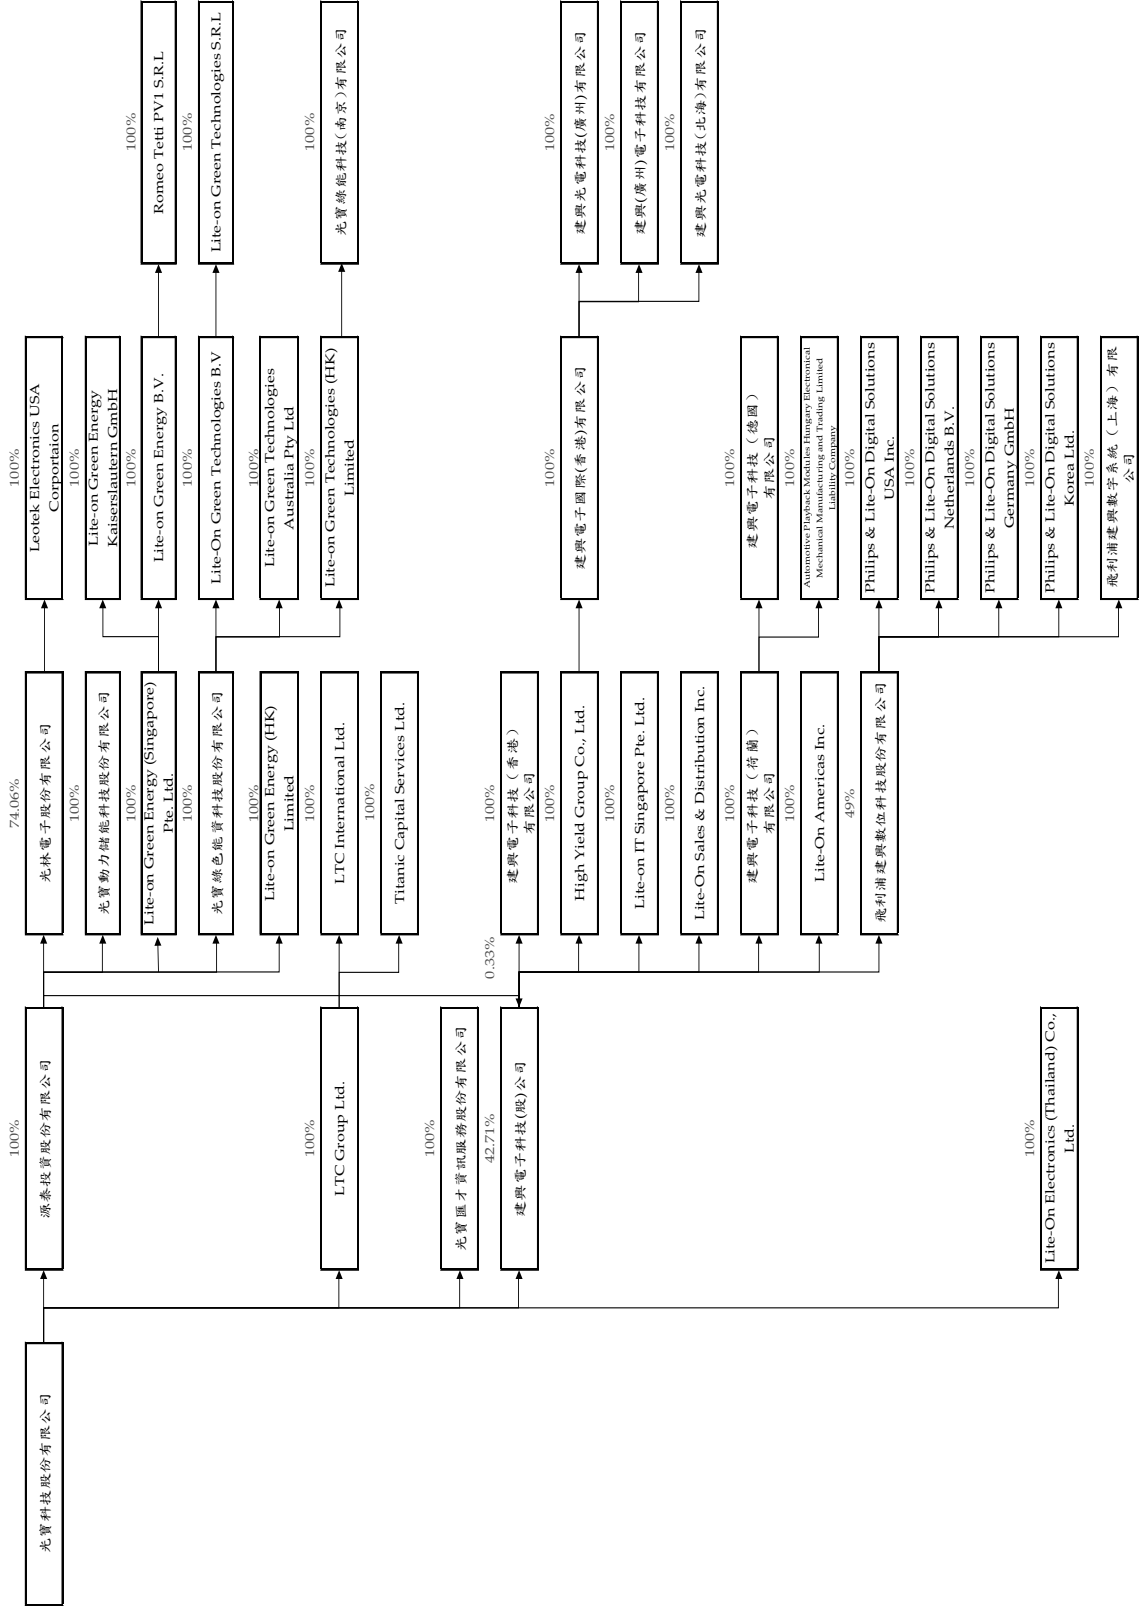 光寶科技股份有限公司
100%
源泰投資股份有限公司
100%
LTC Group Ltd.
100%
光寶匯才資訊服務股份有限公司
42.71%
建興電子科技(股)公司
100%
Lite-On Electronics (Thailand) Co.,
Ltd.
74.06%
光林電子股份有限公司
100%
光寶動力儲能科技股份有限公司
100%
Lite-on Green Energy (Singapore)
Pte. Ltd.
100%
光寶綠色能資科技股份有限公司
100%
Lite-on Green Energy (HK)
Limited
100%
LTC International Ltd.
100%
Titanic Capital Services Ltd.
0.33%
100%
建興電子科技（香港）
有限公司
100%
High Yield Group Co., Ltd.
100%
Lite-on IT Singapore Pte. Ltd.
100%
Lite-On Sales & Distribution Inc.
100%
建興電子科技（荷蘭）
有限公司
100%
Lite-On Americas Inc.
49%
飛利浦建興數位科技股份有限公司
100%
Leotek Electronics USA
Corportaion
100%
Lite-on Green Energy
Kaiserslautern GmbH
100%
Lite-on Green Energy B.V.
100%
Lite-On Green Technologies B.V
100%
Lite-on Green Technologies
Australia Pty Ltd
100%
Lite-on Green Technologies (HK)
Limited
100%
建興電子國際(香港)有限公司
100%
建興電子科技（德國）
有限公司
100%
Automotive Playback Modules Hungary Electronical
Mechanical Manufacturing and Trading Limited
Liability Company
100%
Philips & Lite-On Digital Solutions
USA Inc.
100%
Philips & Lite-On Digital Solutions
Netherlands B.V.
100%
Philips & Lite-On Digital Solutions
Germany GmbH
100%
Philips & Lite-On Digital Solutions
Korea Ltd.
100%
飛利浦建興數字系統（上海）有限
公司
100%
Romeo Tetti PV1 S.R.L
100%
Lite-on Green Technologies S.R.L
100%
光寶綠能科技(南京)有限公司
100%
建興光電科技(廣州)有限公司
100%
建興(廣州)電子科技有限公司
100%
建興光電科技(北海)有限公司